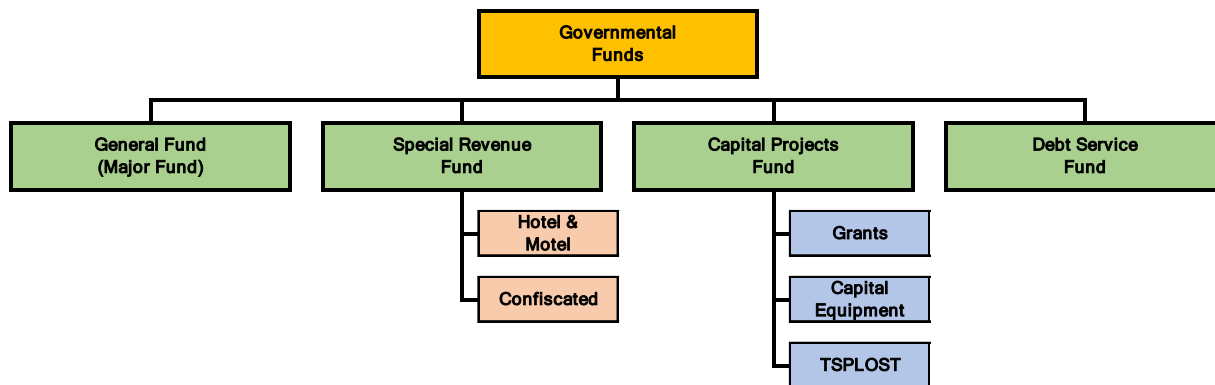 Governmental
Funds
General Fund
(Major Fund)
Special Revenue
Fund
Capital Projects
Fund
Debt Service
Fund
Hotel &
Motel
Confiscated
Grants
Capital
Equipment
TSPLOST